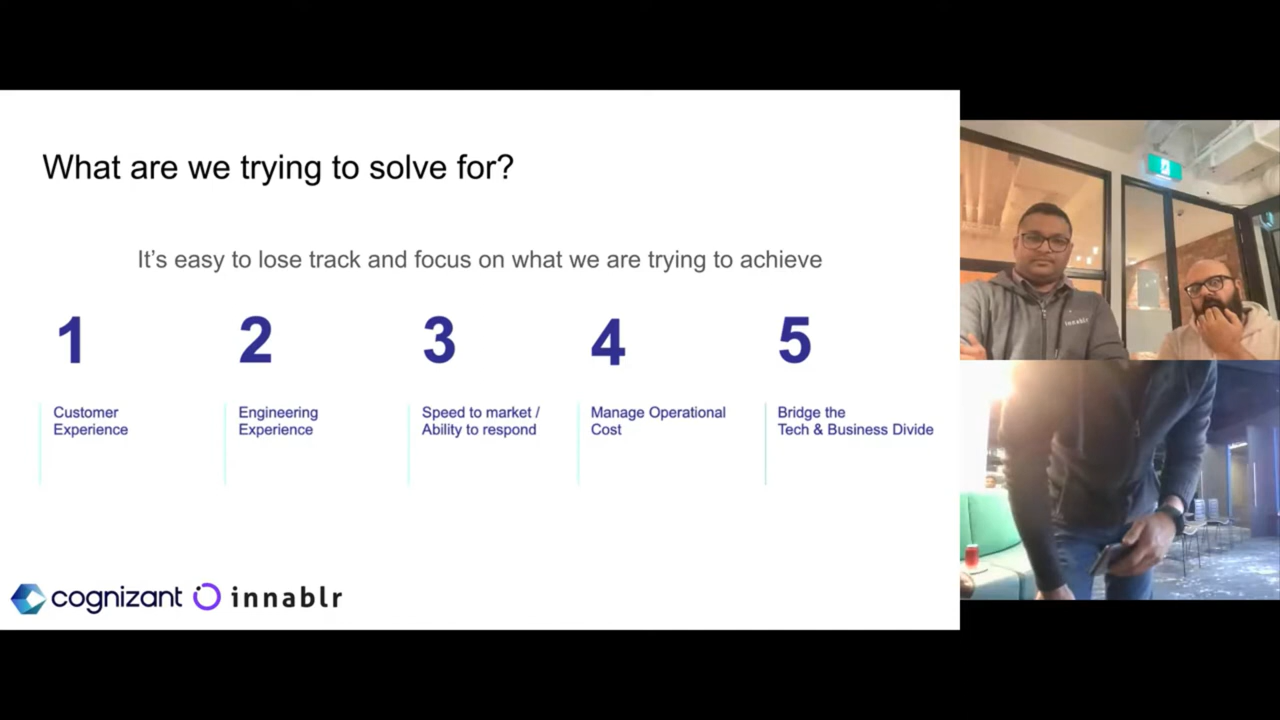 What are we trying to solve for?
It's easy to lose track and focus on what we are trying to achieve
1
2
3
4
5
Customer
Experience
Engineering
Experience
Speed to market /
Ability to respond
Manage Operational
Cost
Bridge the
Tech & Business Divide
cognizant
innablr
innablr